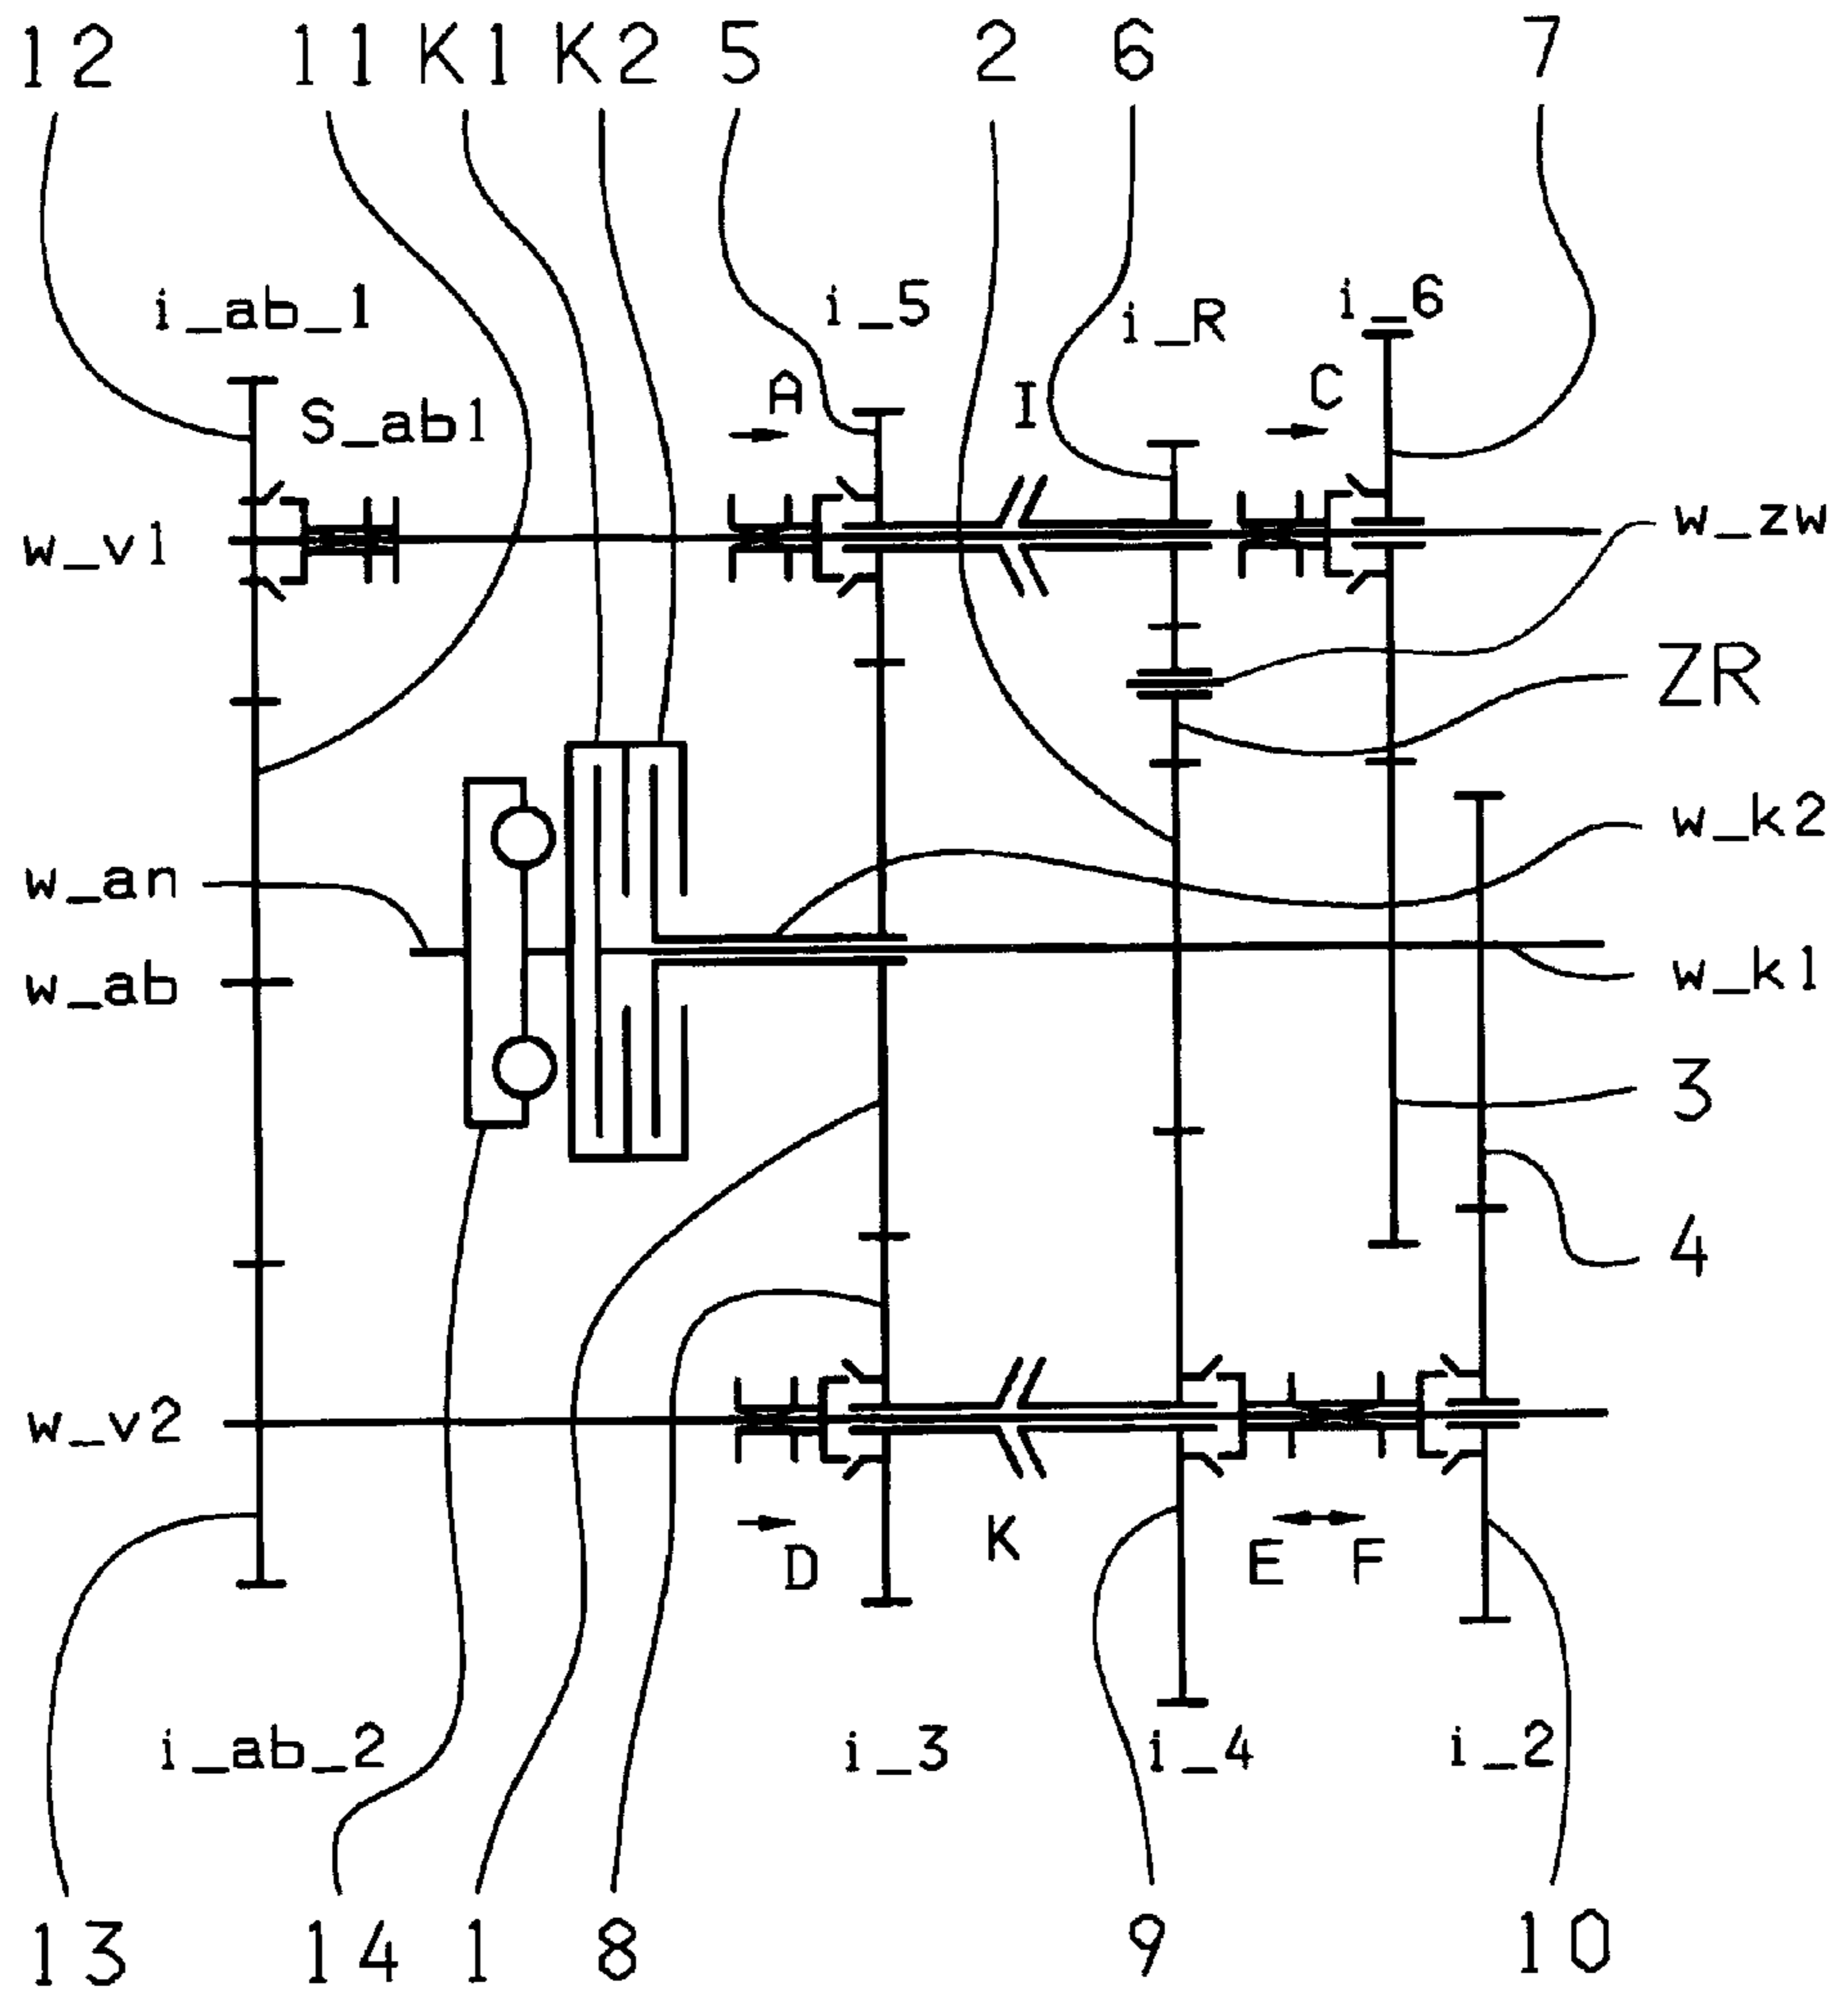 12 11 K1 K2 5 2 6 7
i_ab_1 i_5 i_R i_6
S_ab1 A I C
w_v1 w_zw
ZR
w_k2
w_an
w_ab w_k1
3
4
w_v2
D K E F
i_ab_2 i_3 i_4 i_2
13 14 1 8 9 10